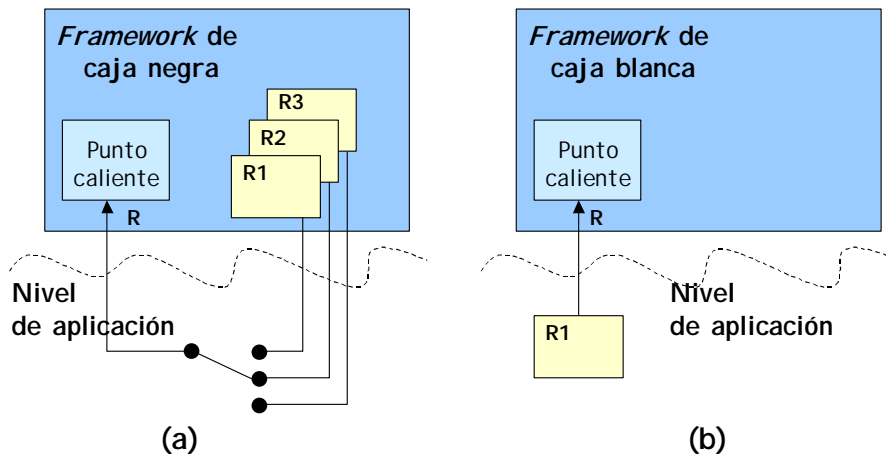 Framework de
caja negra
R3
R2
R1
Punto
caliente
R
Nivel
de aplicación
(a)
Framework de
caja blanca
Punto
caliente
R
Nivel
de aplicación
R1
(b)